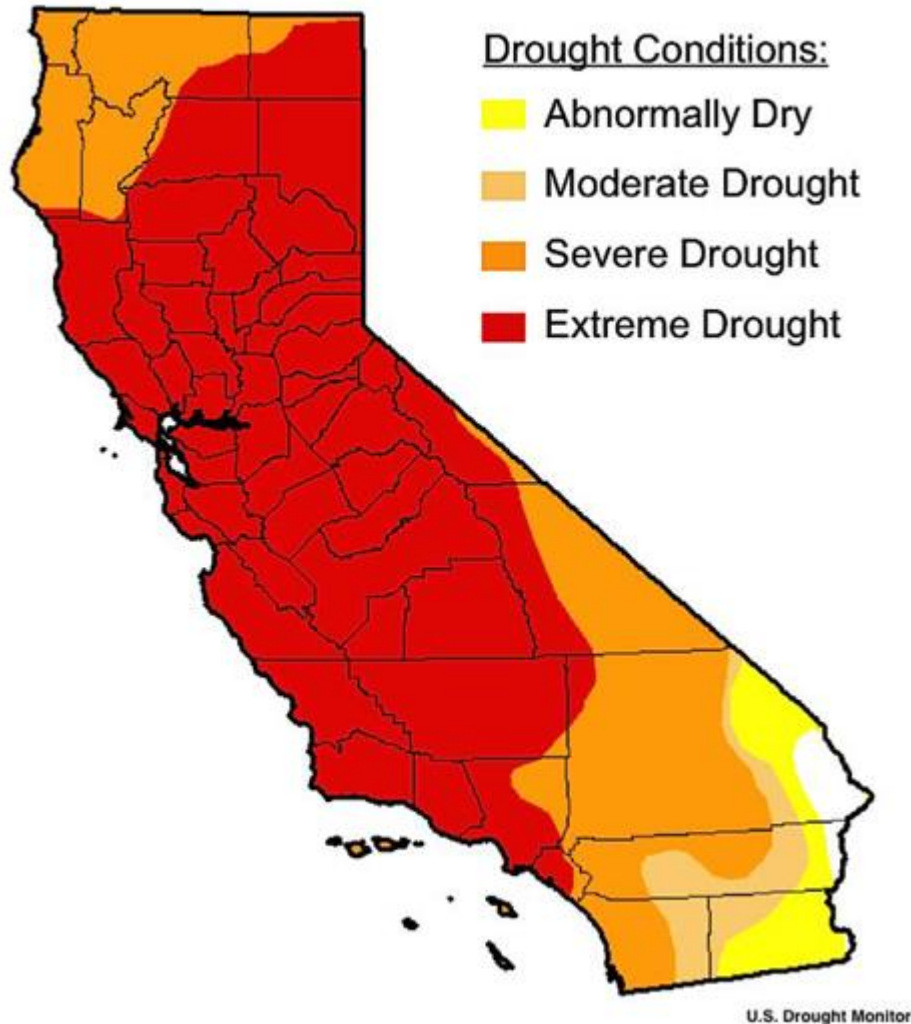 Drought Conditions:
Abnormally Dry
Moderate Drought
Severe Drought
Extreme Drought
U.S. Drought Monitor